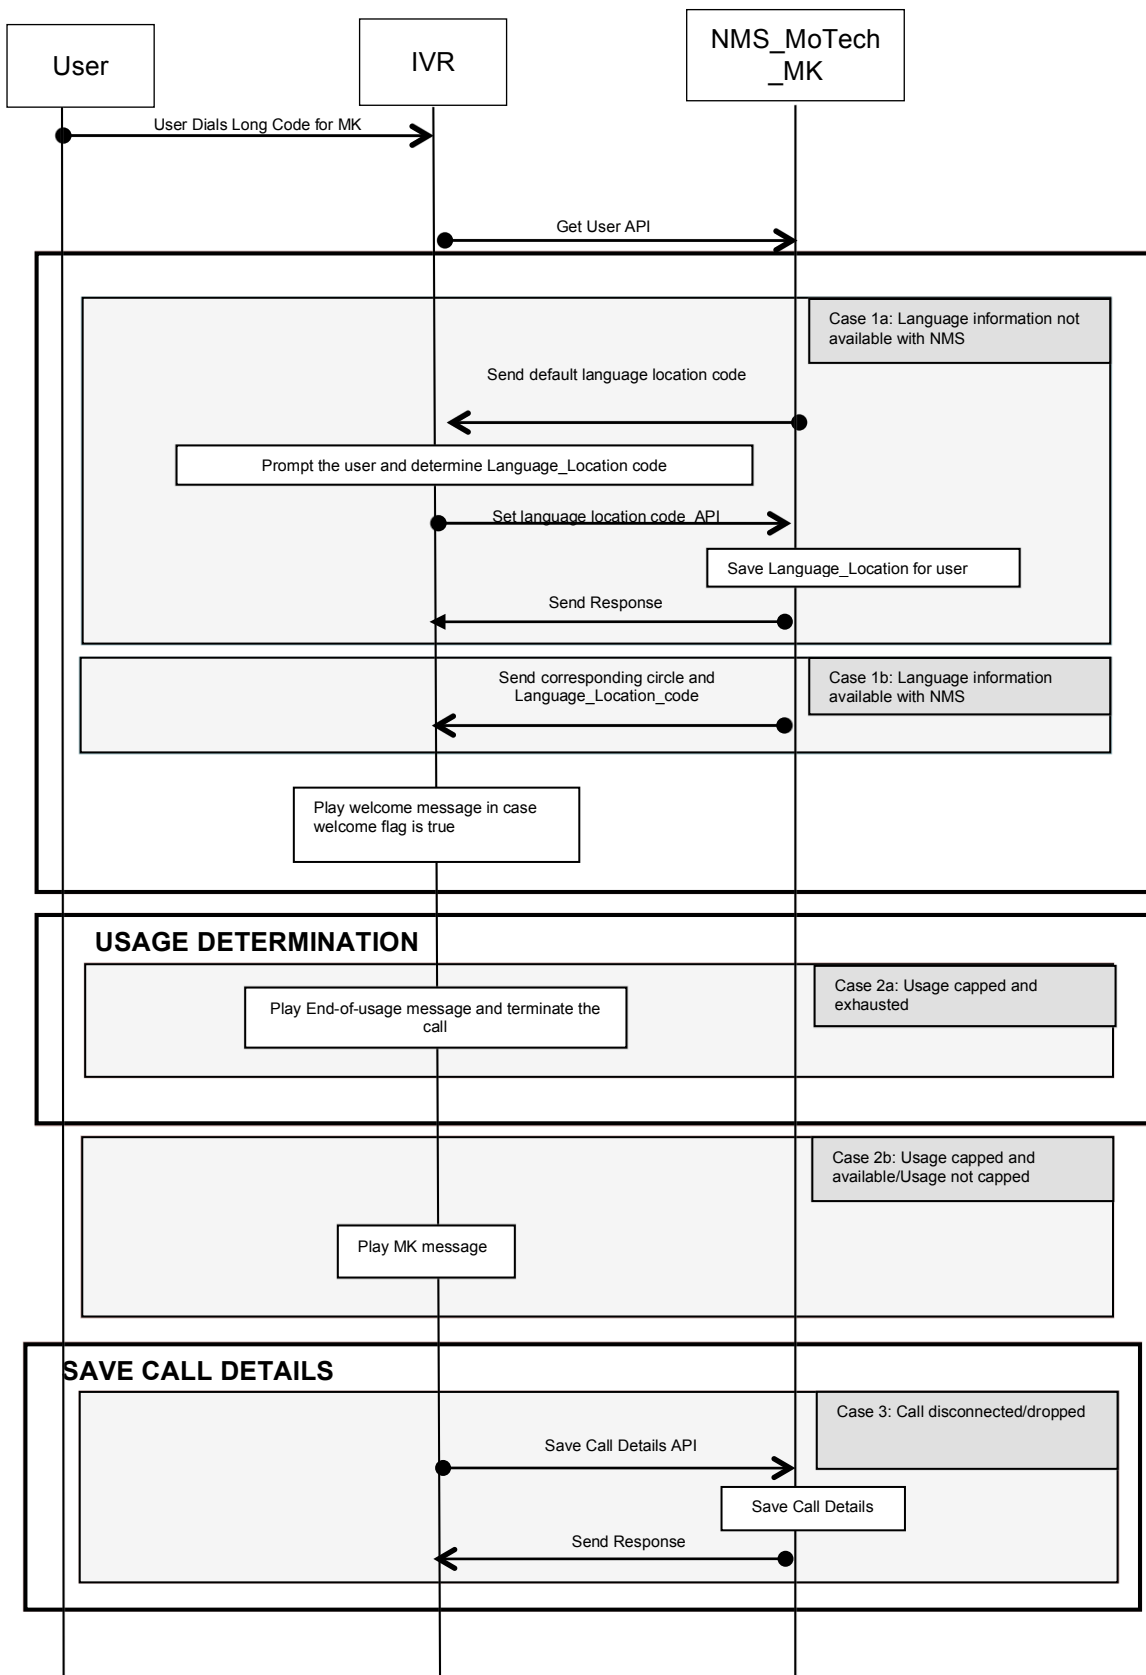 User
IVR
NMS_MoTech
_MK
User Dials Long Code for MK
Get User API
Case 1a: Language information not
available with NMS
Send default language location code
Prompt the user and determine Language_Location code
Set language location code_API
Save Language_Location for user
Send Response
Send corresponding circle and
Language_Location_code
Case 1b: Language information
available with NMS
Play welcome message in case
welcome flag is true
USAGE DETERMINATION
Case 2a: Usage capped and
exhausted
Play End-of-usage message and terminate the
call
Case 2b: Usage capped and
available/Usage not capped
Play MK message
SAVE CALL DETAILS
Case 3: Call disconnected/dropped
Save Call Details API
Save Call Details
Send Response